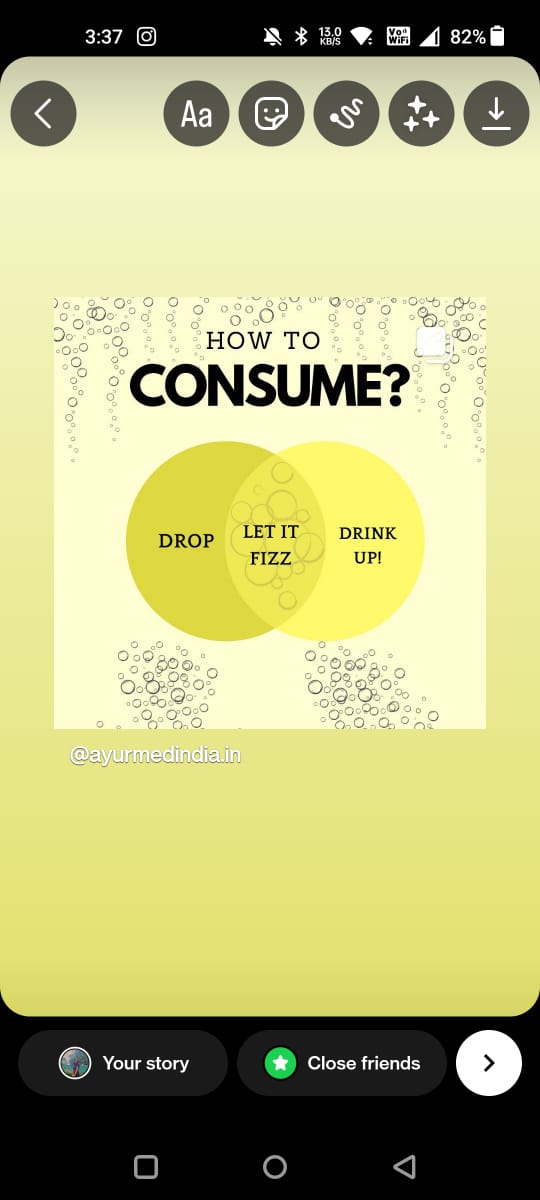 3:37
13.0
KB/S
Vo
WiFi
82%
Aa
HOW TO
CONSUME?
DROP
LET IT
FIZZ
DRINK
UP!
@ayurmedindia.in
Your story
Close friends